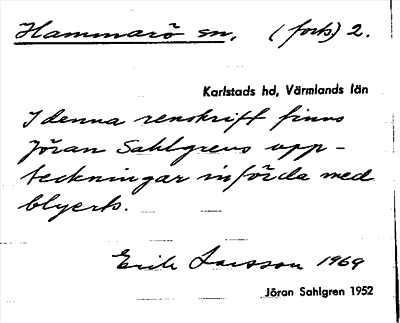 Hammarö sn, (forts) 2.
Karlstads hd, Värmlands län
I denna renskrift finns
Jöran Sahlgrens upp-
teckningar införda med
blyerts.
Erik Larsson 1969
Jöran Sahlgren 1952